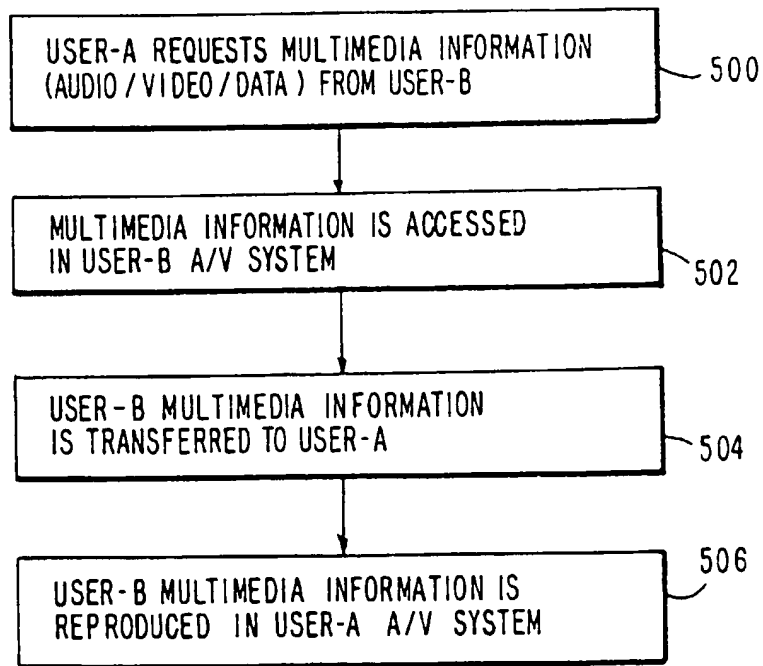 USER-A REQUESTS MULTIMEDIA INFORMATION
(AUDIO/VIDEO/DATA) FROM USER-B
500
MULTIMEDIA INFORMATION IS ACCESSED
IN USER-B A/V SYSTEM
502
USER-B MULTIMEDIA INFORMATION
IS TRANSFERRED TO USER-A
504
USER-B MULTIMEDIA INFORMATION IS
REPRODUCED IN USER-A A/V SYSTEM
506